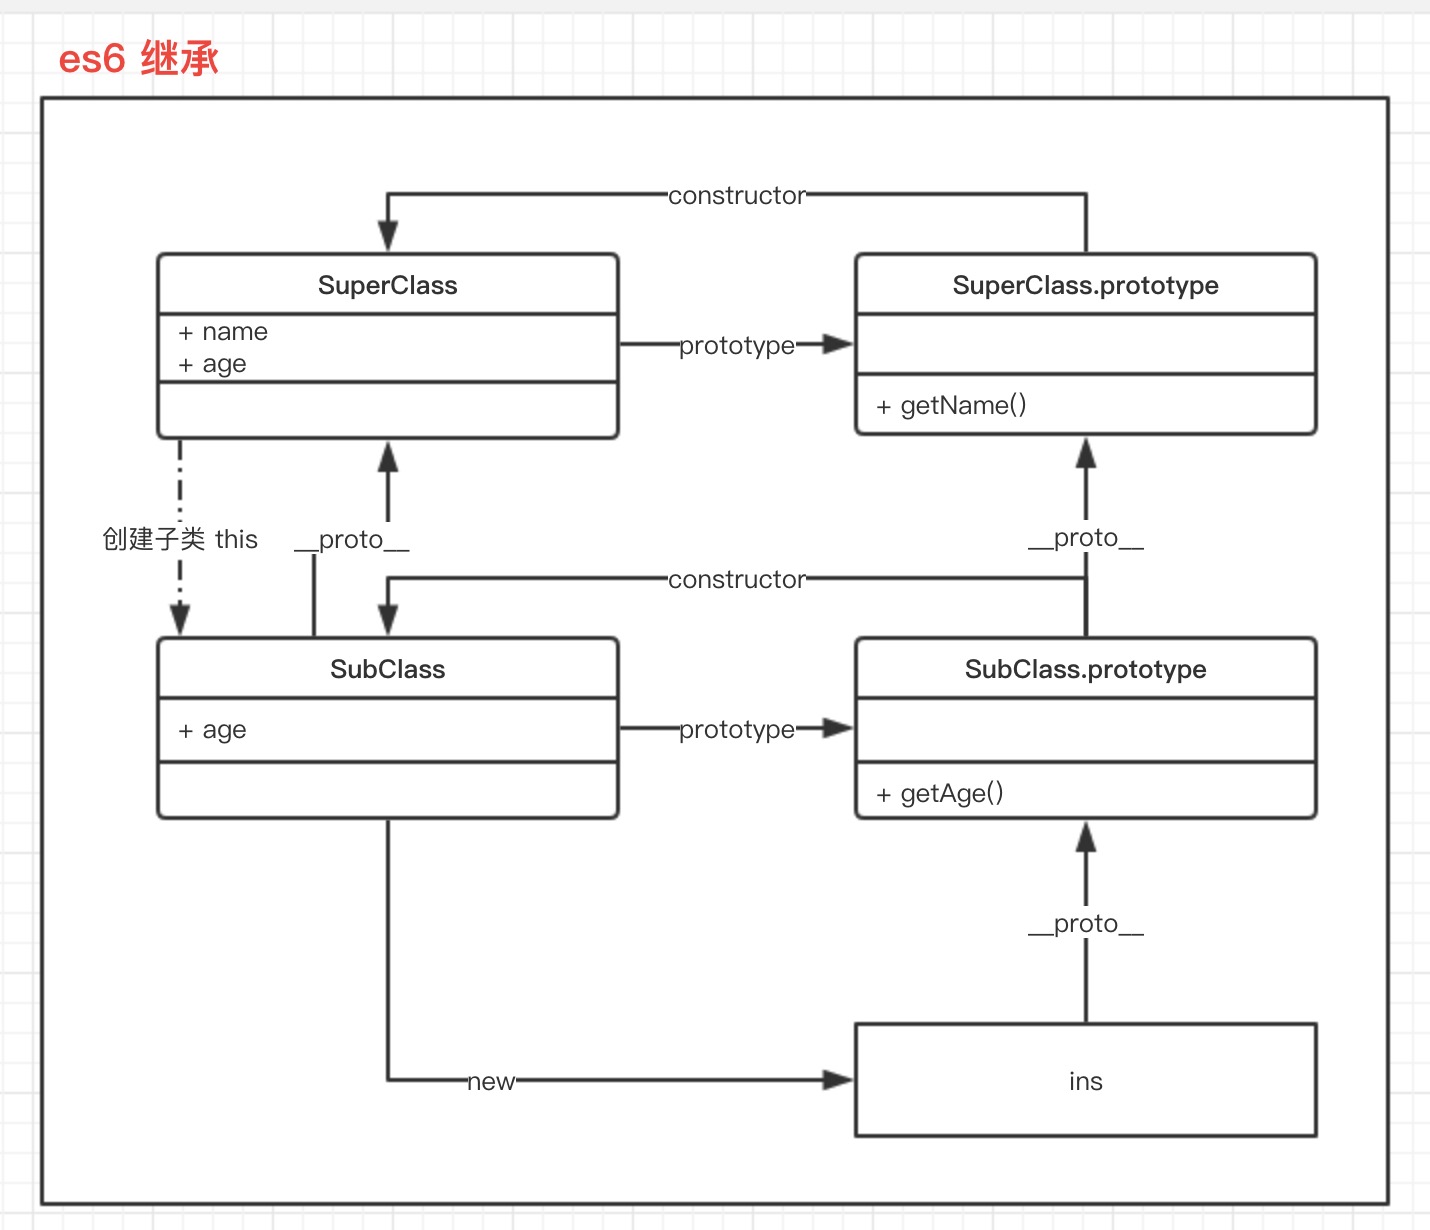 es6 继承
constructor
SuperClass
+ name
+ age
prototype
SuperClass.prototype
+ getName()
创建子类 this
__proto__
__proto__
constructor
SubClass
+ age
prototype
SubClass.prototype
+ getAge()
__proto__
new
ins